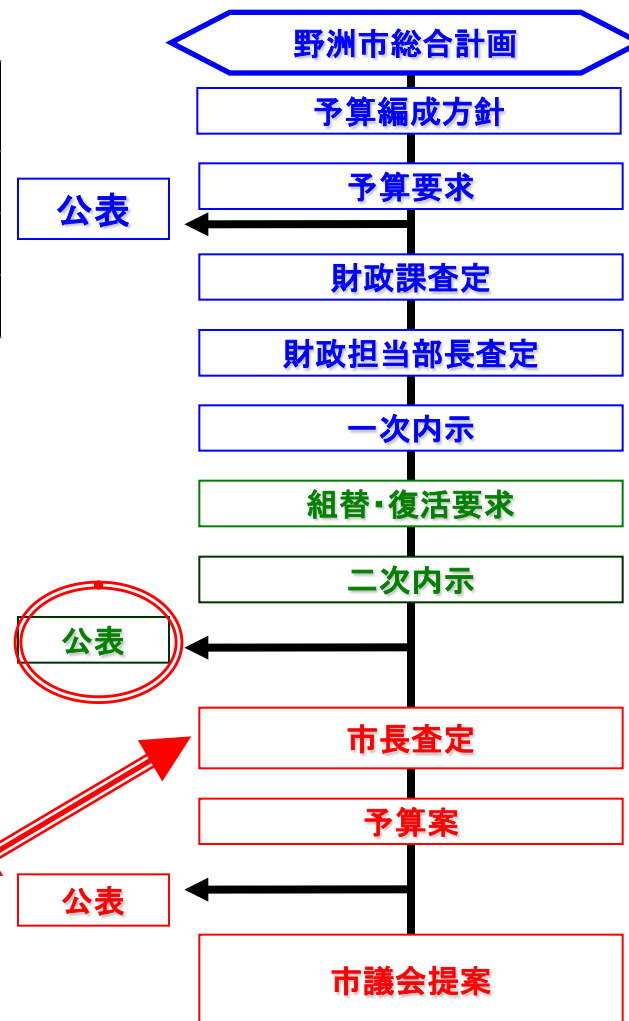 野洲市総合計画
予算編成方針
予算要求
公表
財政課査定
財政担当部長査定
一次内示
組替・復活要求
二次内示
公表
市長査定
予算案
公表
市議会提案